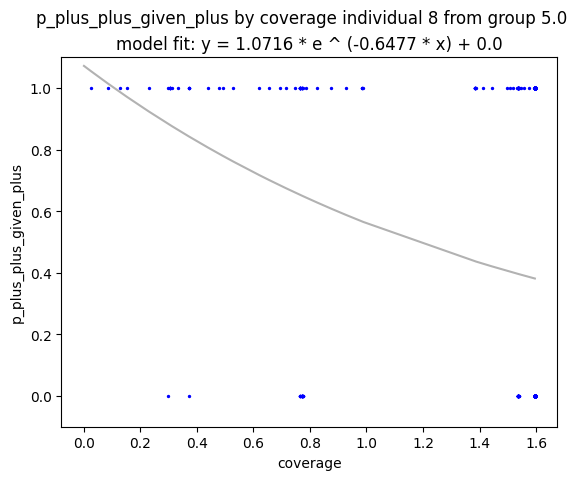 p_plus_plus_given_plus by coverage individual 8 from group 5.0
model fit: y = 1.0716 * e ^ (-0.6477 * x) + 0.0
1.0
0.8
0.6
0.4
0.2
0.0
p_plus_plus_given_plus
0.0 0.2 0.4 0.6 0.8 1.0 1.2 1.4 1.6
coverage